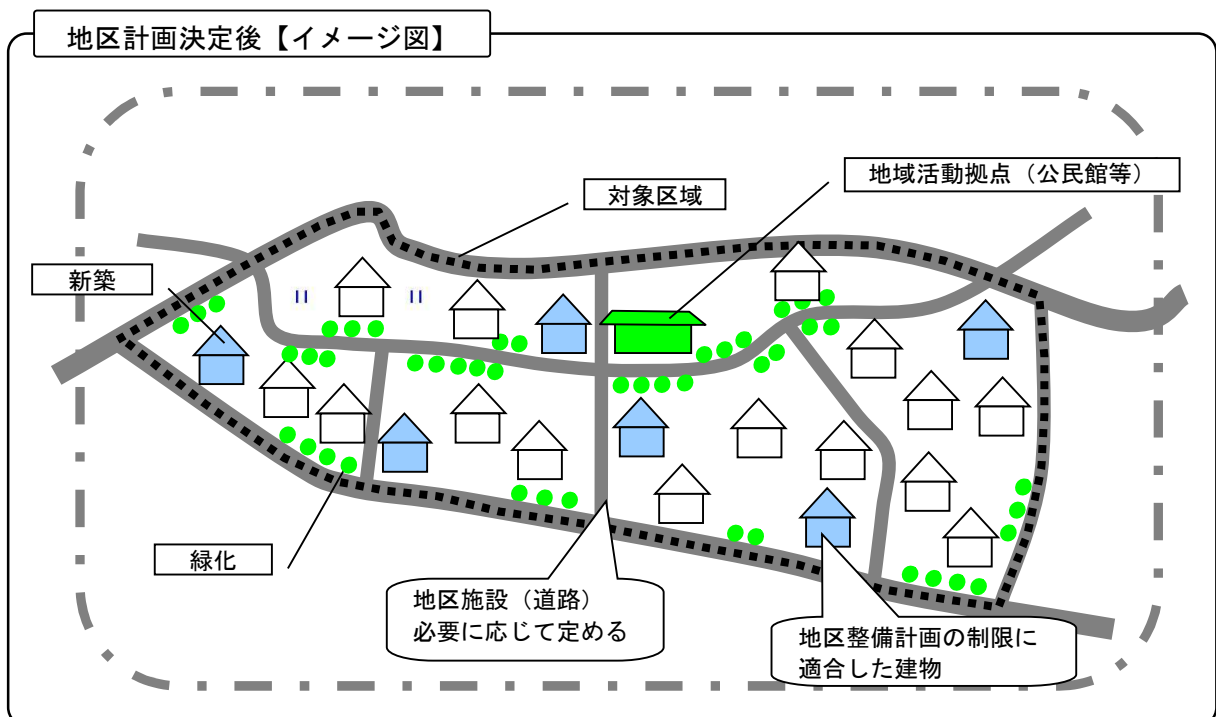 地区計画決定後【イメージ図】
地域活動拠点（公民館等）
対象区域
新築
緑化
地区施設（道路）
必要に応じて定める
地区整備計画の制限に
適合した建物